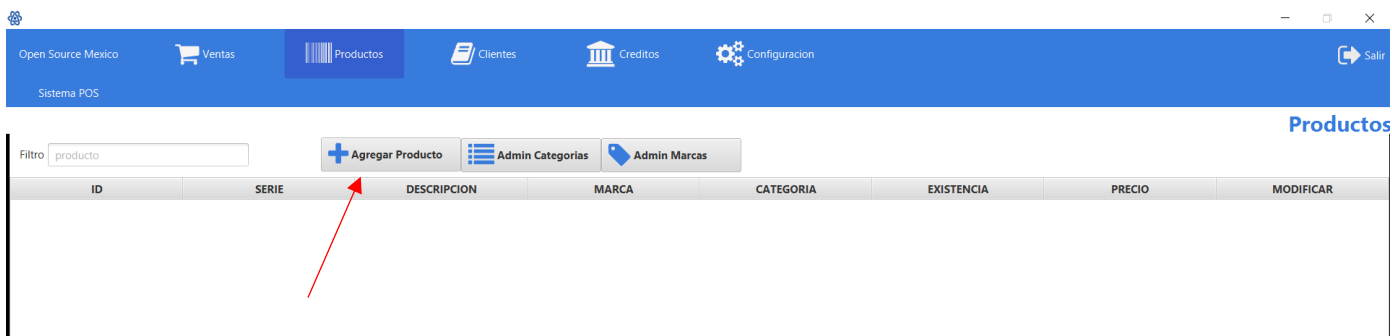 Open Source Mexico Ventas Productos Clientes Creditos Configuracion Salir
Sistema POS
Productos
Filtro producto Agregar Producto Admin Categorias Admin Marcas
ID SERIE DESCRIPCION MARCA CATEGORIA EXISTENCIA PRECIO MODIFICAR